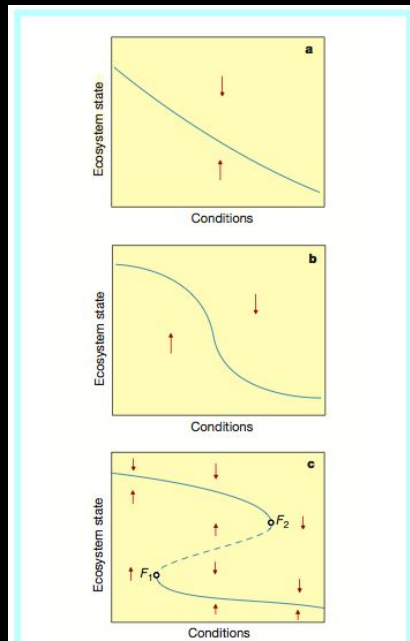 a
Ecosystem state
Conditions
b
Ecosystem state
Conditions
c
Ecosystem state
F2
F1
Conditions